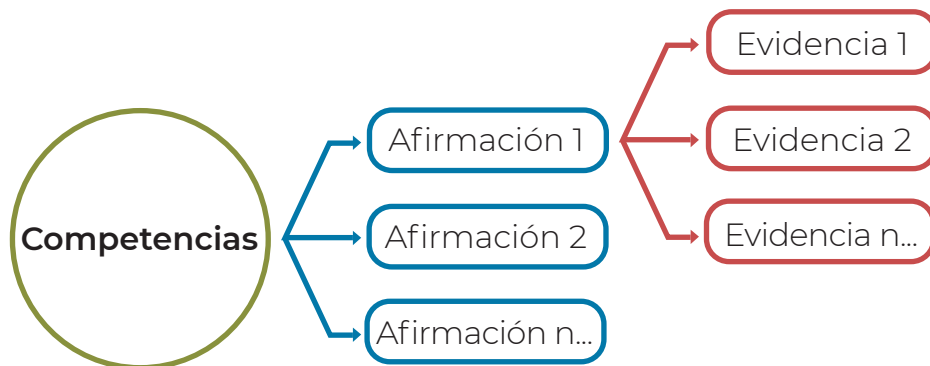 Competencias
Afirmación 1
Afirmación 2
Afirmación n...
Evidencia 1
Evidencia 2
Evidencia n...